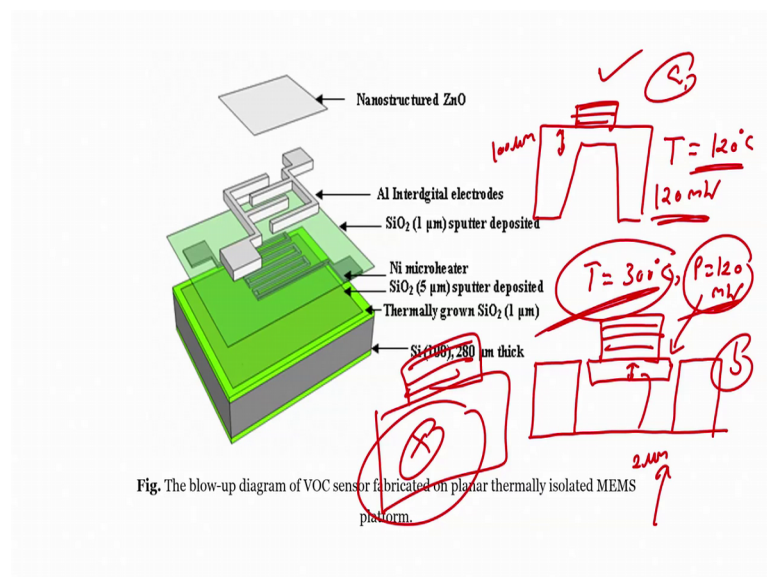 Nanostructured ZnO
Al Interdgital electrodes
SiO₂ (1 µm) sputter deposited
Ni microheater
SiO₂ (5 µm) sputter deposited
Thermally grown SiO₂ (1 µm)
Si (100), 280 µm thick
Fig. The blow-up diagram of VOC sensor fabricated on planar thermally isolated MEMS
platform.
100µm
T = 120°C
120 mW
T = 300°C, P = 120
mW
2µm